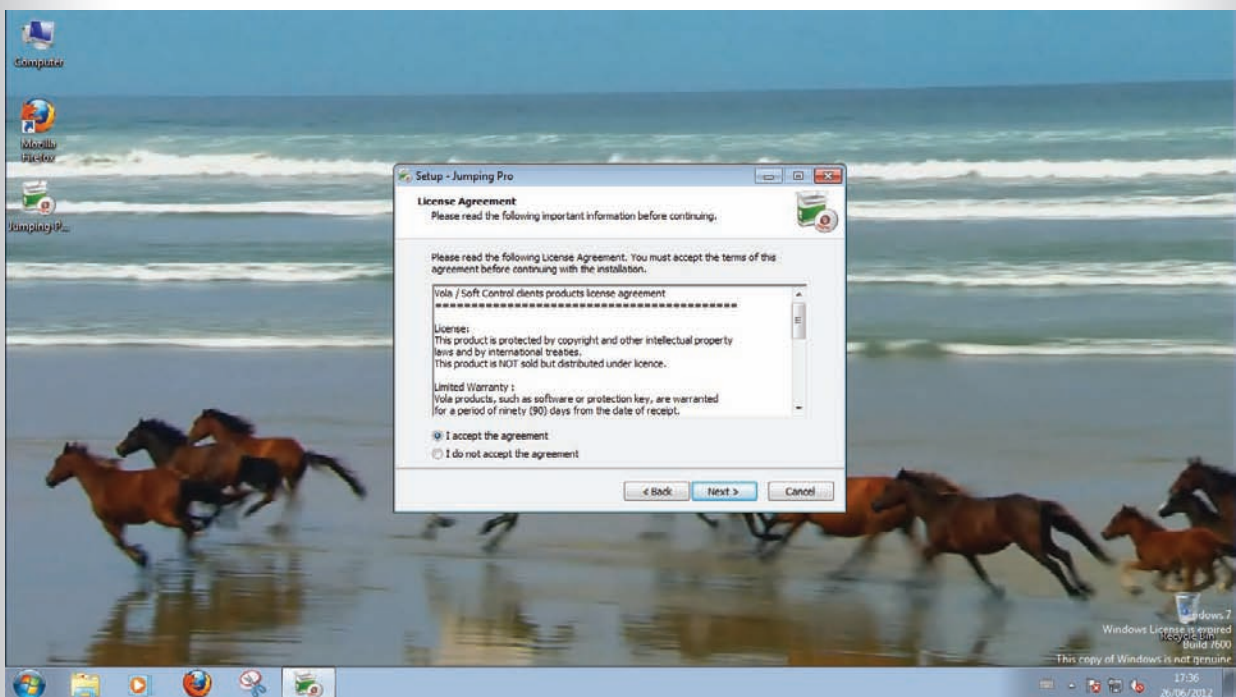 Computer
Mozilla
Firefox
Jumping P...
Setup - Jumping Pro
License Agreement
Please read the following important information before continuing.
Please read the following License Agreement. You must accept the terms of this
agreement before continuing with the installation.
Vola / Soft Control clients products license agreement
===========================================
License:
This product is protected by copyright and other intellectual property
laws and by international treaties.
This product is NOT sold but distributed under licence.
Limited Warranty :
Vola products, such as software or protection key, are warranted
for a period of ninety (90) days from the date of receipt.
I accept the agreement
I do not accept the agreement
< Back
Next >
Cancel
Windows 7
Windows License is expired
Recycle Bin
Build 7600
This copy of Windows is not genuine
17:36
26/06/2012